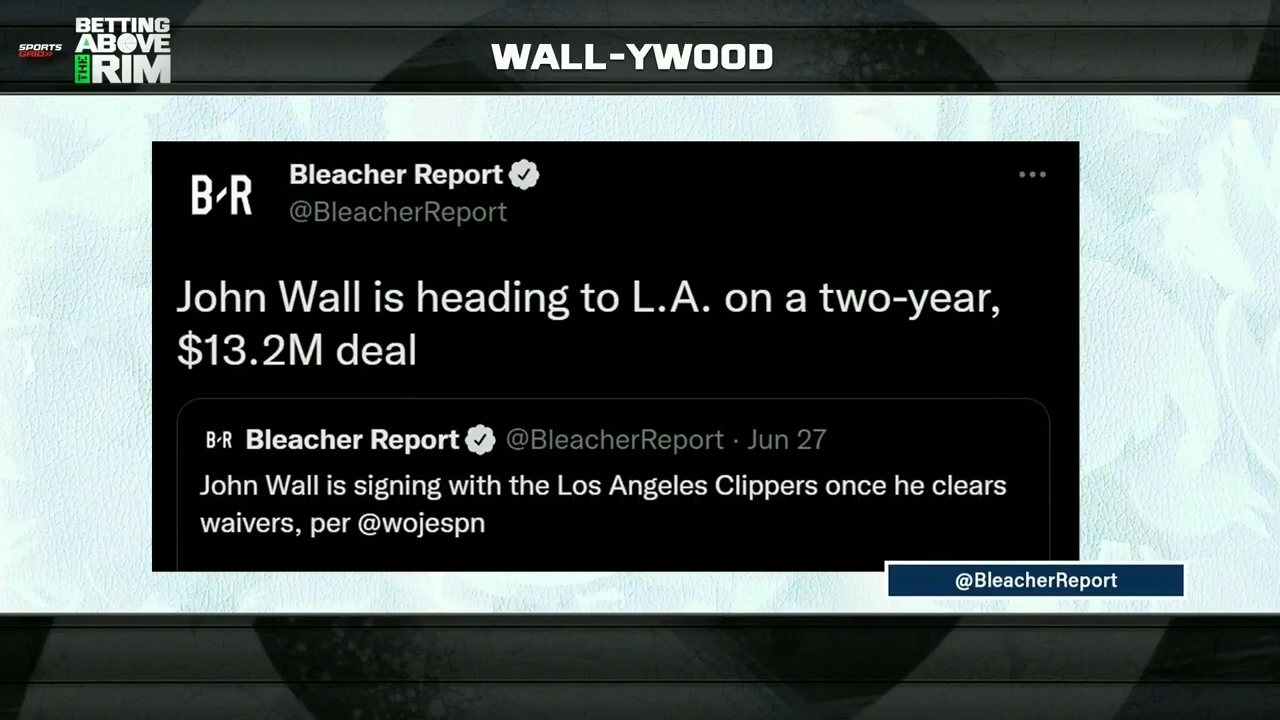 SPORTS
GRID
BETTING
ABOVE
THE RIM
WALL-YWOOD
B/R
Bleacher Report
@BleacherReport
John Wall is heading to L.A. on a two-year,
$13.2M deal
B/R Bleacher Report @BleacherReport · Jun 27
John Wall is signing with the Los Angeles Clippers once he clears
waivers, per @wojespn
@BleacherReport